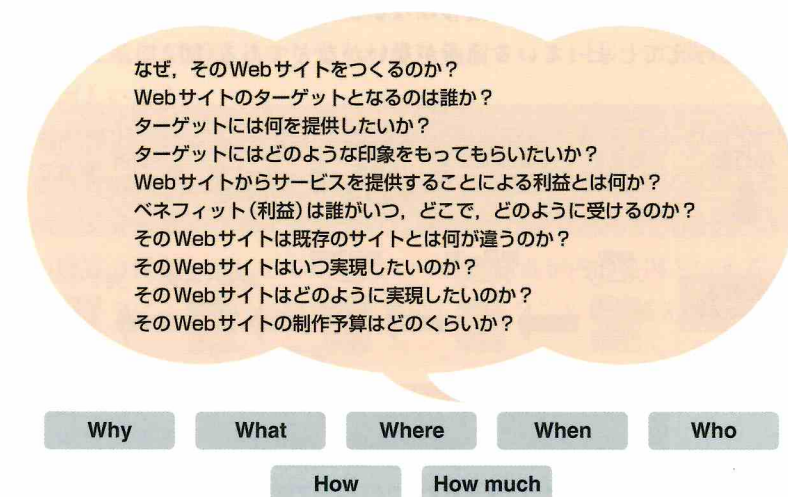 なぜ，そのWebサイトをつくるのか？
Webサイトのターゲットとなるのは誰か？
ターゲットには何を提供したいか？
ターゲットにはどのような印象をもってもらいたいか？
Webサイトからサービスを提供することによる利益とは何か？
ベネフィット（利益）は誰がいつ，どこで，どのように受けるのか？
そのWebサイトは既存のサイトとは何が違うのか？
そのWebサイトはいつ実現したいのか？
そのWebサイトはどのように実現したいのか？
そのWebサイトの制作予算はどのくらいか？
Why What Where When Who
How How much